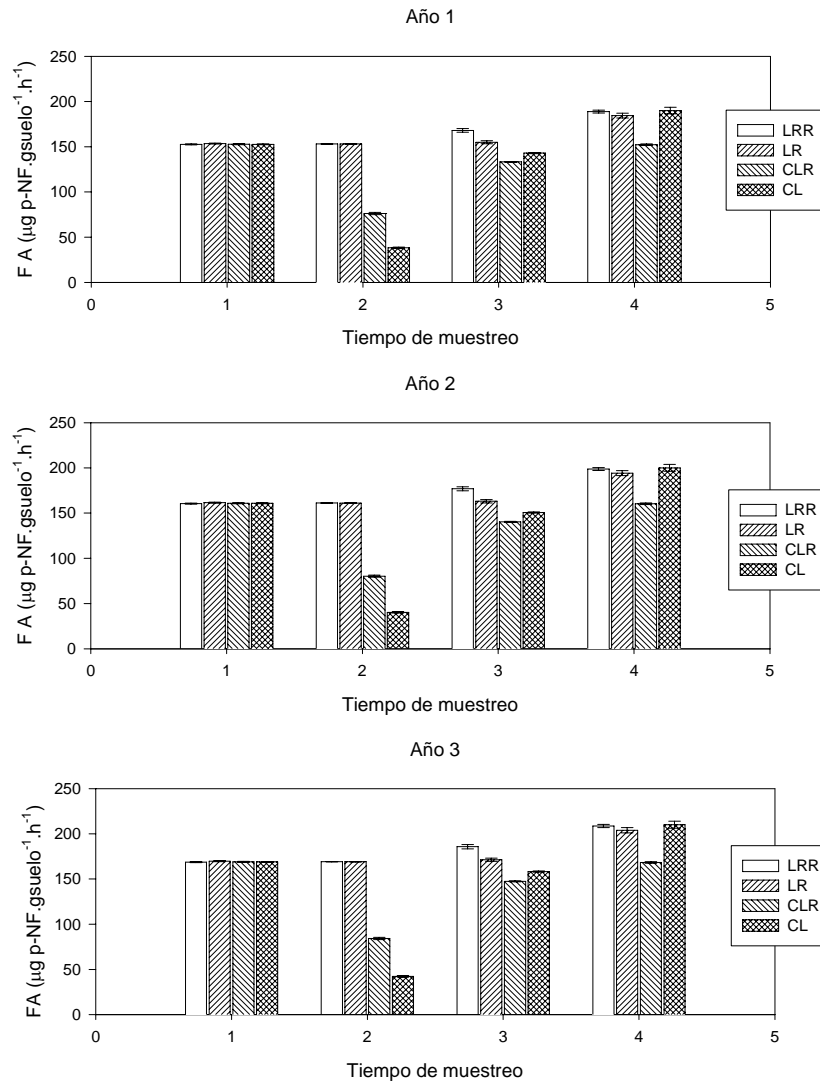 Año 1
F A (µg p-NF.gsuelo⁻¹.h⁻¹)
250
200
150
100
50
0
0 1 2 3 4 5
Tiempo de muestreo
LRR
LR
CLR
CL
Año 2
F A (µg p-NF.gsuelo⁻¹.h⁻¹)
250
200
150
100
50
0
0 1 2 3 4 5
Tiempo de muestreo
LRR
LR
CLR
CL
Año 3
FA (µg p-NF.gsuelo⁻¹.h⁻¹)
250
200
150
100
50
0
0 1 2 3 4 5
Tiempo de muestreo
LRR
LR
CLR
CL